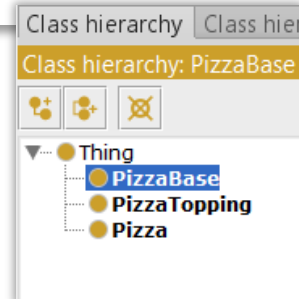 Class hierarchy Class hier
Class hierarchy: PizzaBase
Thing
PizzaBase
PizzaTopping
Pizza